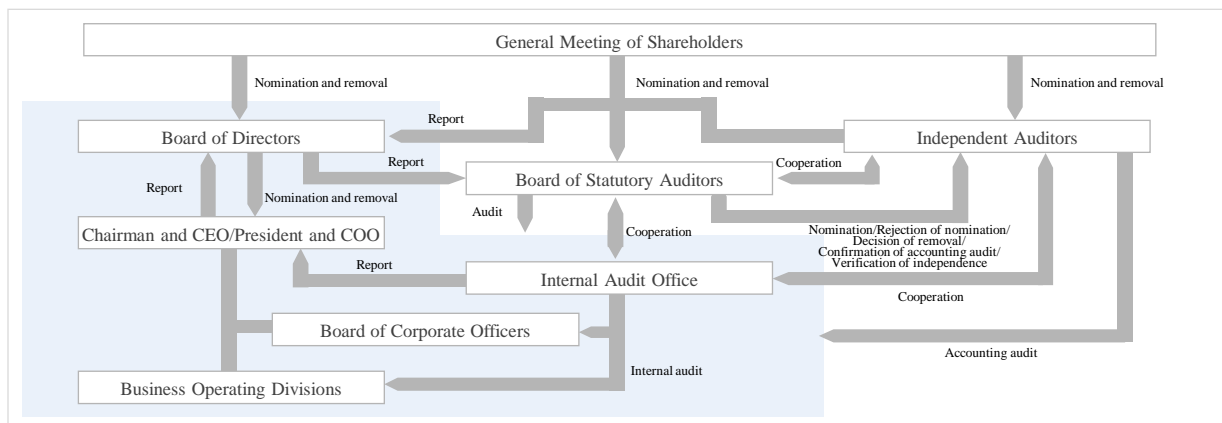 General Meeting of Shareholders
Nomination and removal
Nomination and removal
Nomination and removal
Report
Board of Directors
Independent Auditors
Report
Cooperation
Board of Statutory Auditors
Report
Nomination and removal
Audit
Chairman and CEO/President and COO
Cooperation
Nomination/Rejection of nomination/
Decision of removal/
Confirmation of accounting audit/
Verification of independence
Report
Internal Audit Office
Cooperation
Board of Corporate Officers
Accounting audit
Internal audit
Business Operating Divisions